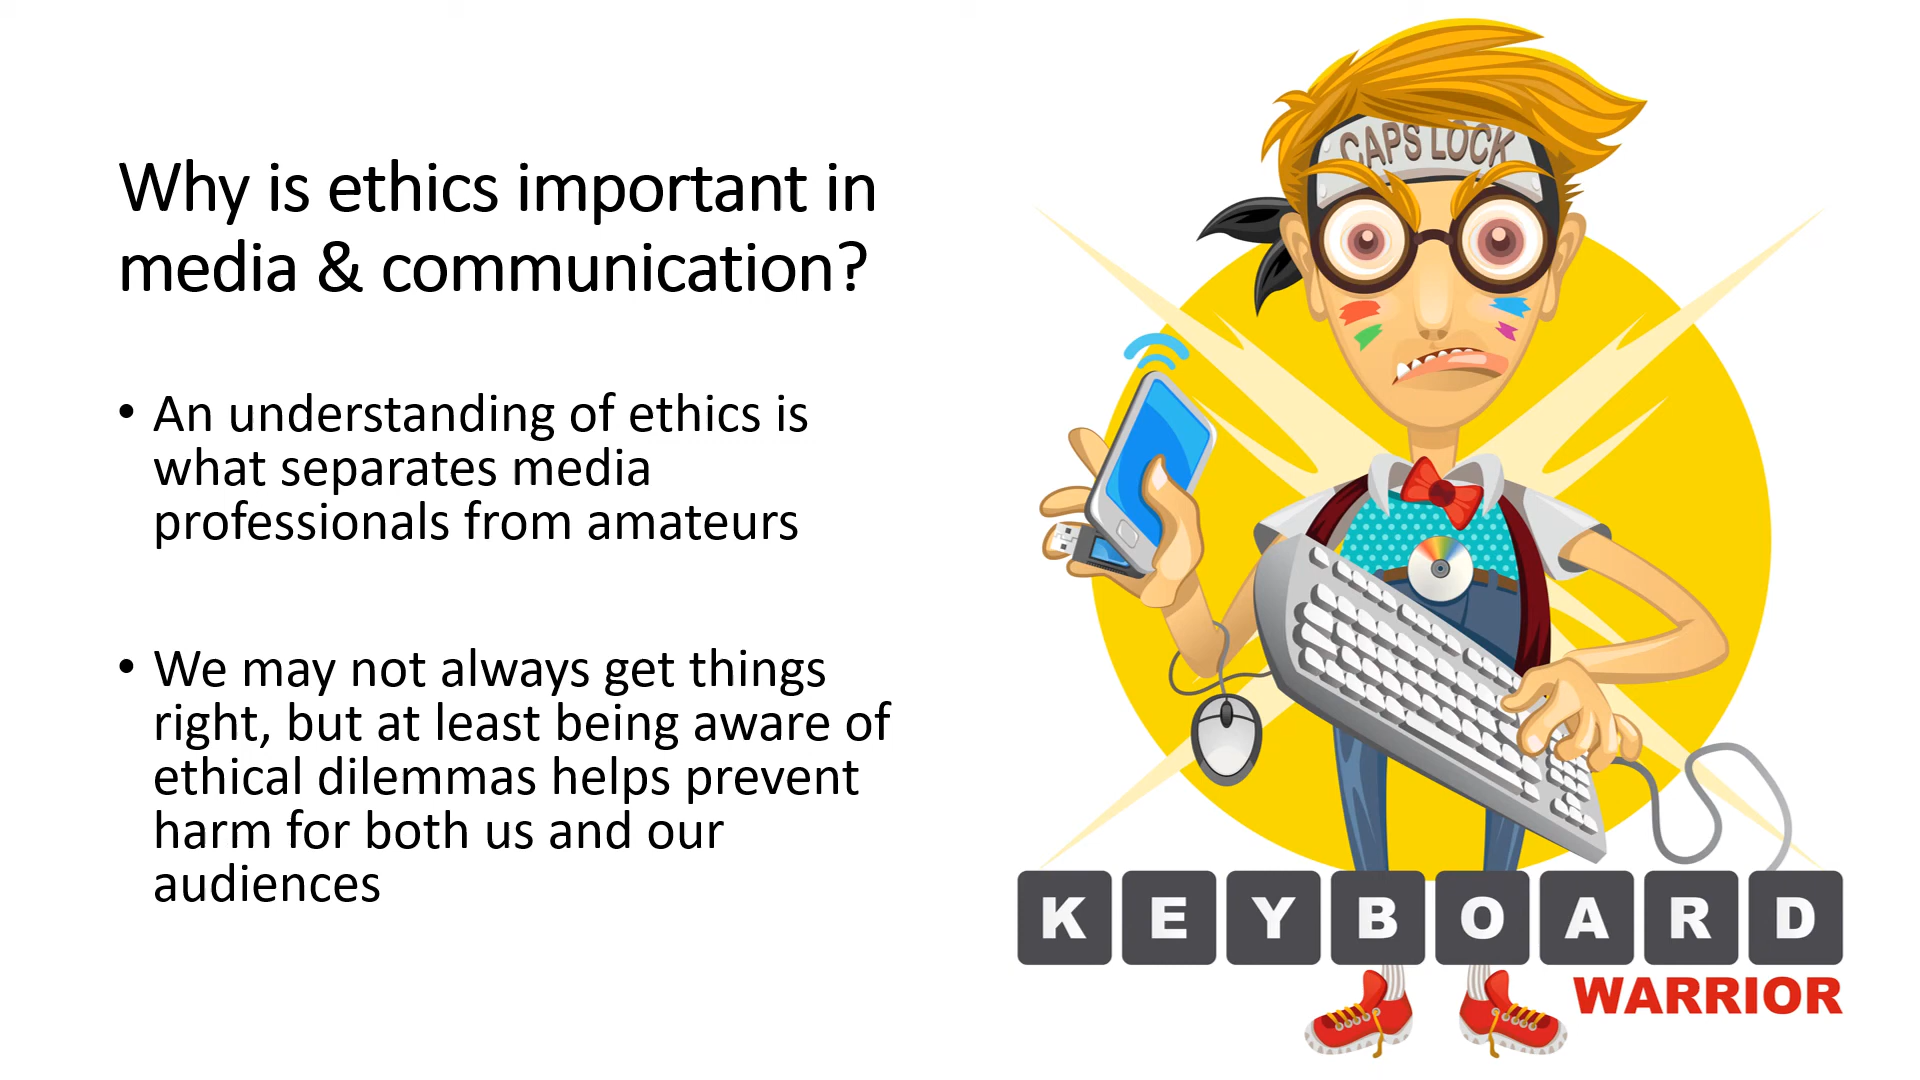 Why is ethics important in
media & communication?
• An understanding of ethics is
what separates media
professionals from amateurs
• We may not always get things
right, but at least being aware of
ethical dilemmas helps prevent
harm for both us and our
audiences
CAPS LOCK
KEYBOARD
WARRIOR